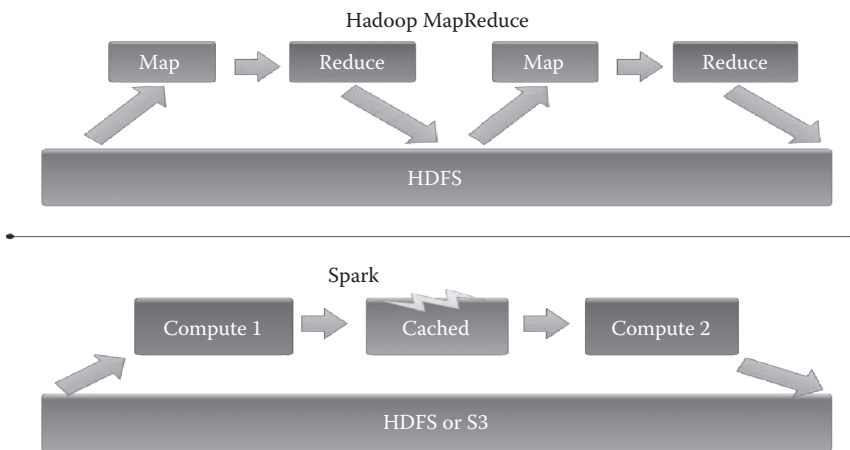 Hadoop MapReduce
Map Reduce Map Reduce
HDFS
Spark
Compute 1 Cached Compute 2
HDFS or S3